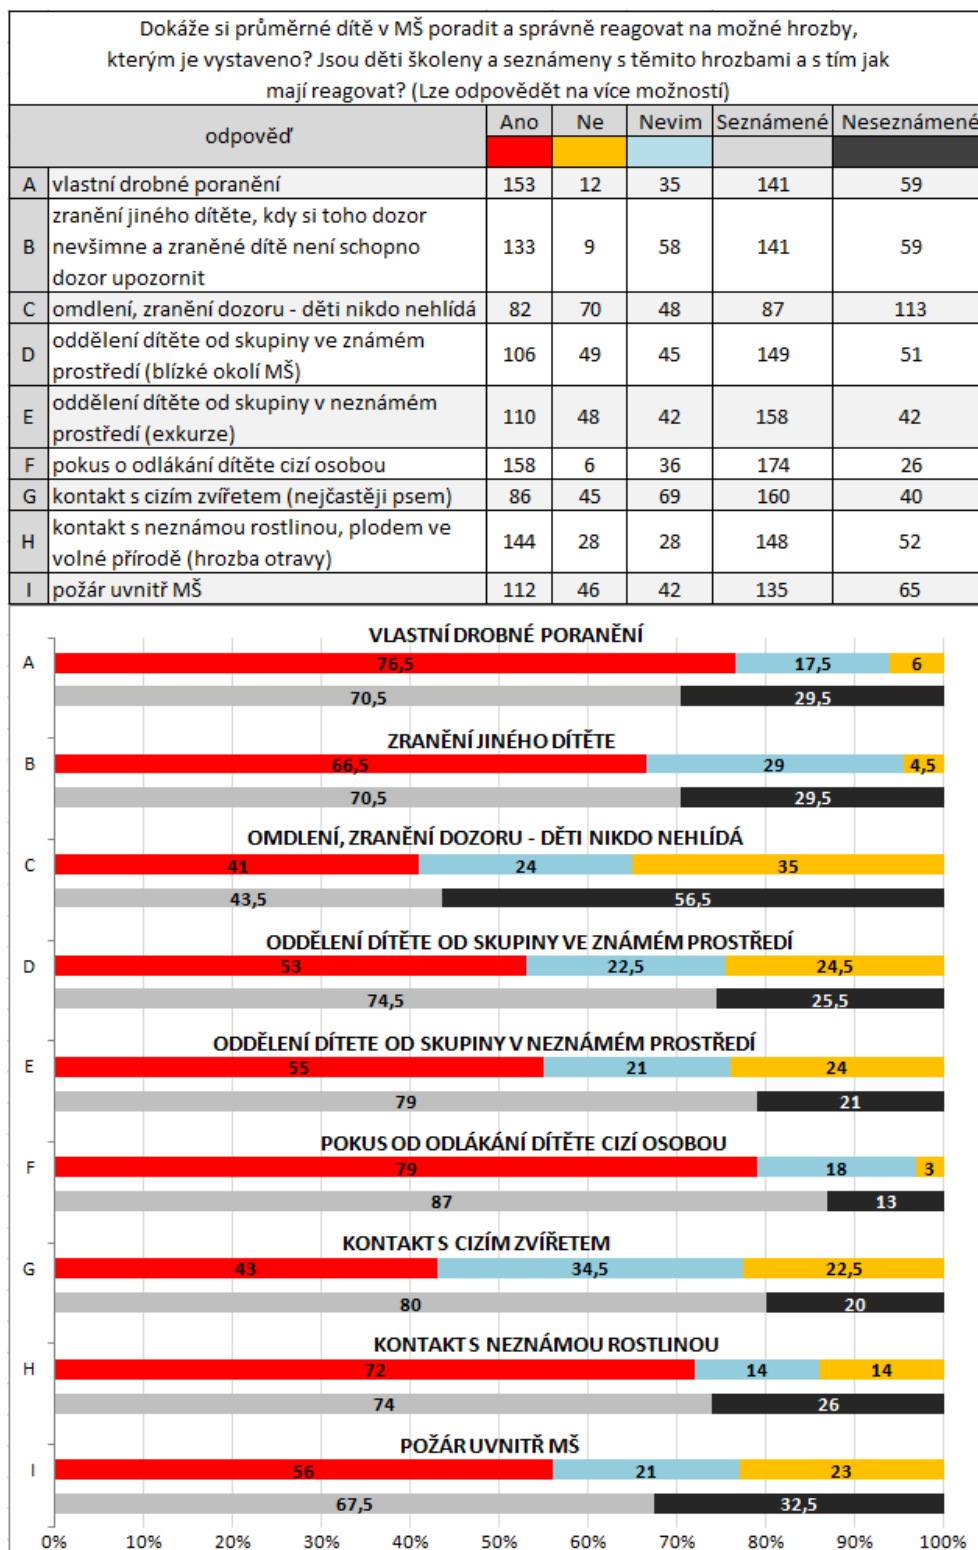 Dokáže si průměrné dítě v MŠ poradit a správně reagovat na možné hrozby,
kterým je vystaveno? Jsou děti školeny a seznámeny s těmito hrozbami a s tím jak
mají reagovat? (Lze odpovědět na více možností)
odpověď Ano Ne Nevim Seznámené Neseznámené
A vlastní drobné poranění 153 12 35 141 59
zranění jiného dítěte, kdy si toho dozor
B nevšimne a zraněné dítě není schopno 133 9 58 141 59
dozor upozornit
C omdlení, zranění dozoru - děti nikdo nehlídá 82 70 48 87 113
D oddělení dítěte od skupiny ve známém 106 49 45 149 51
prostředí (blízké okolí MŠ)
E oddělení dítěte od skupiny v neznámém 110 48 42 158 42
prostředí (exkurze)
F pokus o odlákání dítěte cizí osobou 158 6 36 174 26
G kontakt s cizím zvířetem (nejčastěji psem) 86 45 69 160 40
H kontakt s neznámou rostlinou, plodem ve 144 28 28 148 52
volné přírodě (hrozba otravy)
I požár uvnitř MŠ 112 46 42 135 65
VLASTNÍ DROBNÉ PORANĚNÍ
A 76,5 17,5 6
70,5 29,5
ZRANĚNÍ JINÉHO DÍTĚTE
B 66,5 29 4,5
70,5 29,5
OMDLENÍ, ZRANĚNÍ DOZORU - DĚTI NIKDO NEHLÍDÁ
C 41 24 35
43,5 56,5
ODDĚLENÍ DÍTĚTE OD SKUPINY VE ZNÁMÉM PROSTŘEDÍ
D 53 22,5 24,5
74,5 25,5
ODDĚLENÍ DÍTETE OD SKUPINY V NEZNÁMÉM PROSTŘEDÍ
E 55 21 24
79 21
POKUS OD ODLÁKÁNÍ DÍTĚTE CIZÍ OSOBOU
F 79 18 3
87 13
KONTAKT S CIZÍM ZVÍŘETEM
G 43 34,5 22,5
80 20
KONTAKT S NEZNÁMOU ROSTLINOU
H 72 14 14
74 26
POŽÁR UVNITŘ MŠ
I 56 21 23
67,5 32,5
0% 10% 20% 30% 40% 50% 60% 70% 80% 90% 100%